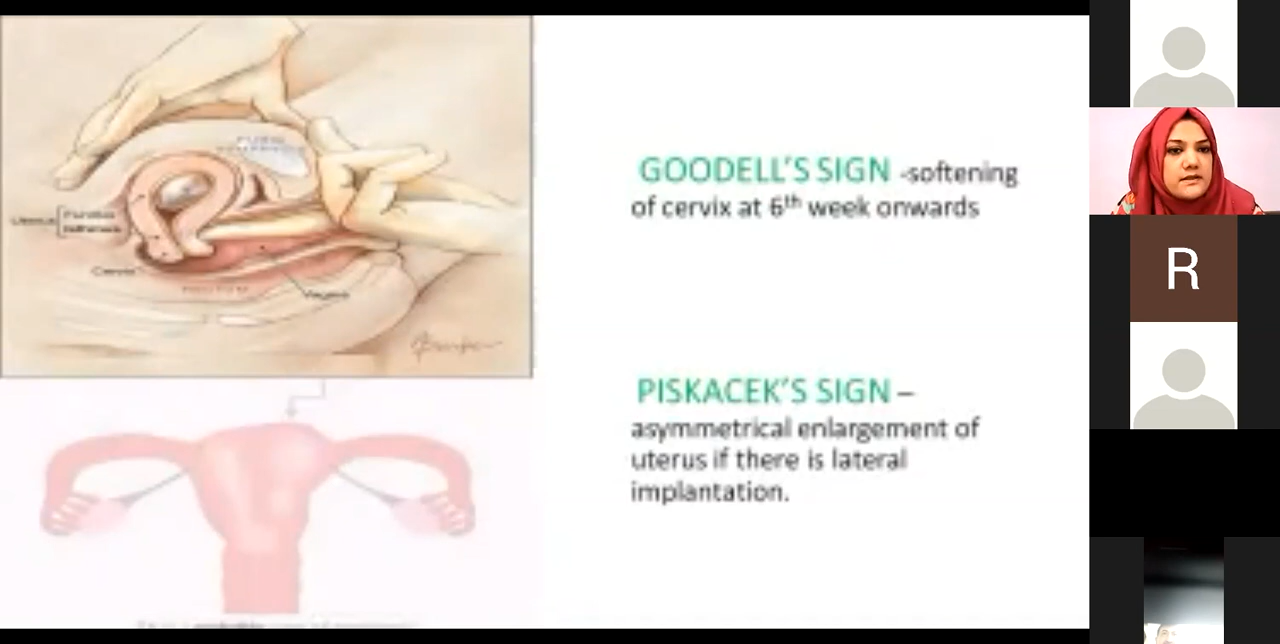 GOODELL'S SIGN -softening
of cervix at 6th week onwards
PISKACEK'S SIGN –
asymmetrical enlargement of
uterus if there is lateral
implantation.
Uterus
Fundus
Cervix
Vagina
R